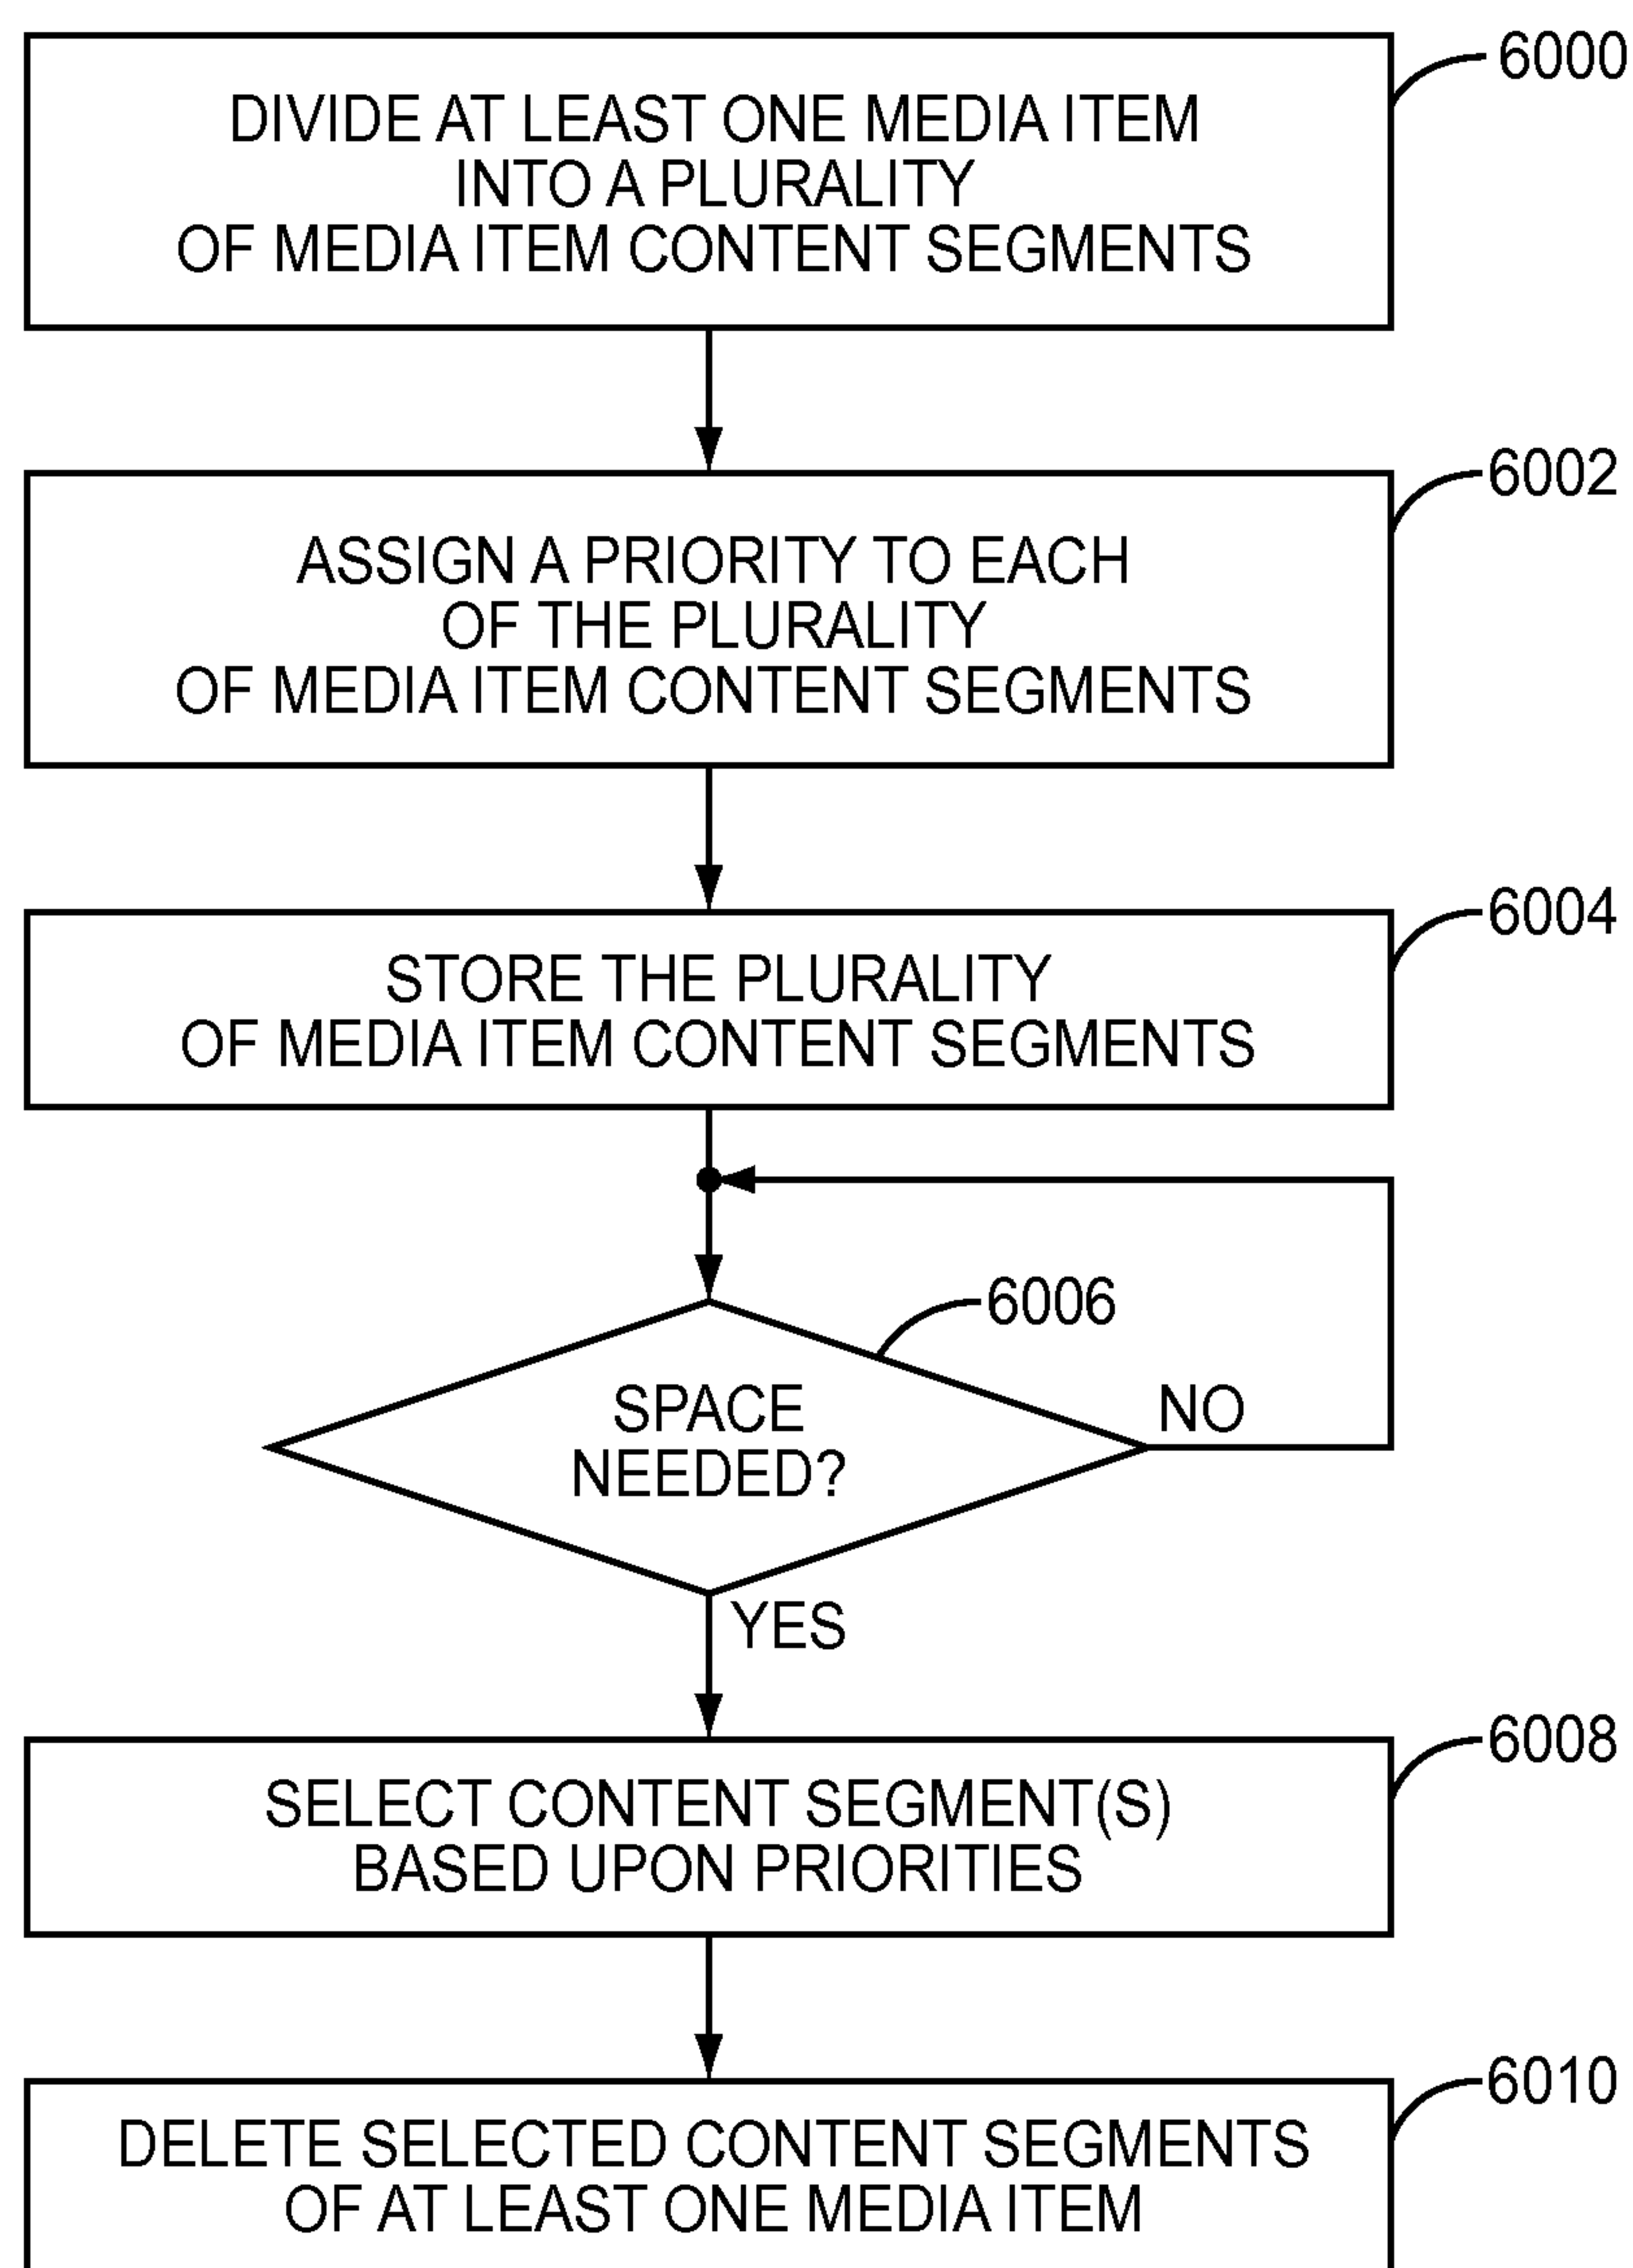 6000
DIVIDE AT LEAST ONE MEDIA ITEM
INTO A PLURALITY
OF MEDIA ITEM CONTENT SEGMENTS
6002
ASSIGN A PRIORITY TO EACH
OF THE PLURALITY
OF MEDIA ITEM CONTENT SEGMENTS
6004
STORE THE PLURALITY
OF MEDIA ITEM CONTENT SEGMENTS
6006
SPACE
NEEDED?
NO
YES
6008
SELECT CONTENT SEGMENT(S)
BASED UPON PRIORITIES
6010
DELETE SELECTED CONTENT SEGMENTS
OF AT LEAST ONE MEDIA ITEM